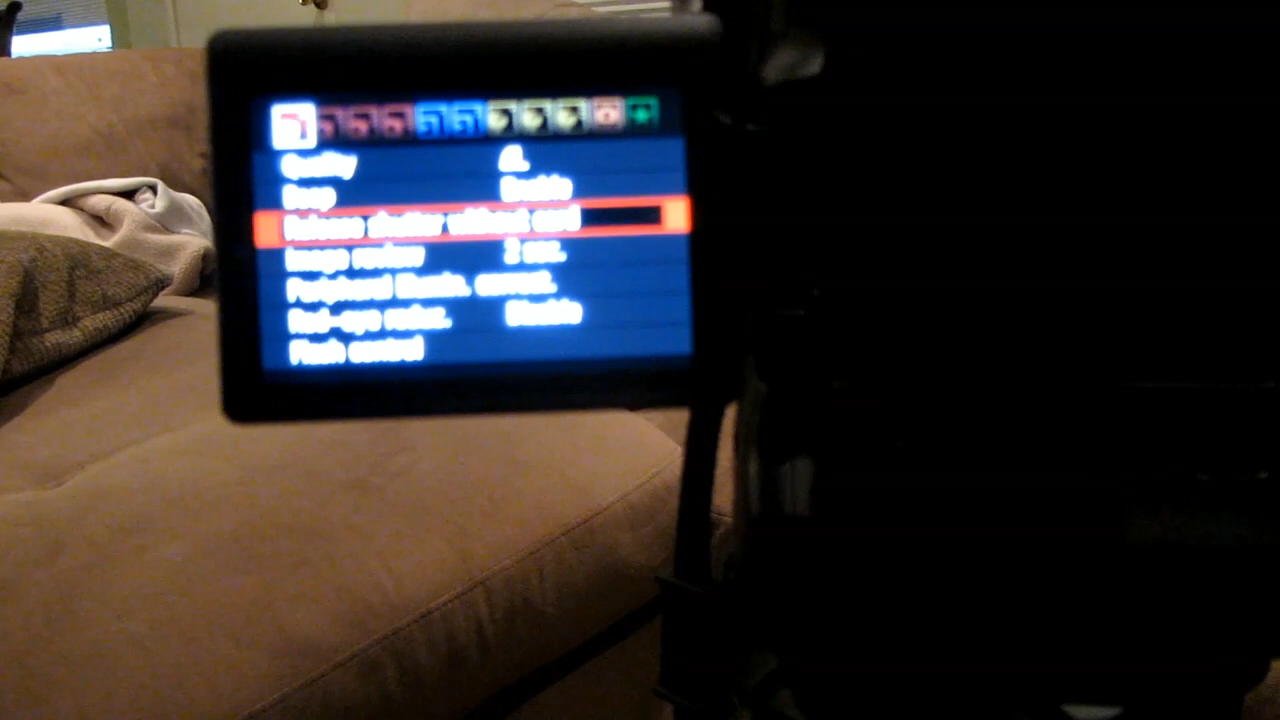 Quality
Beep Enable
Release shutter without card
Image review 2 sec.
Peripheral illumin. correct.
Red-eye reduc. Disable
Flash control